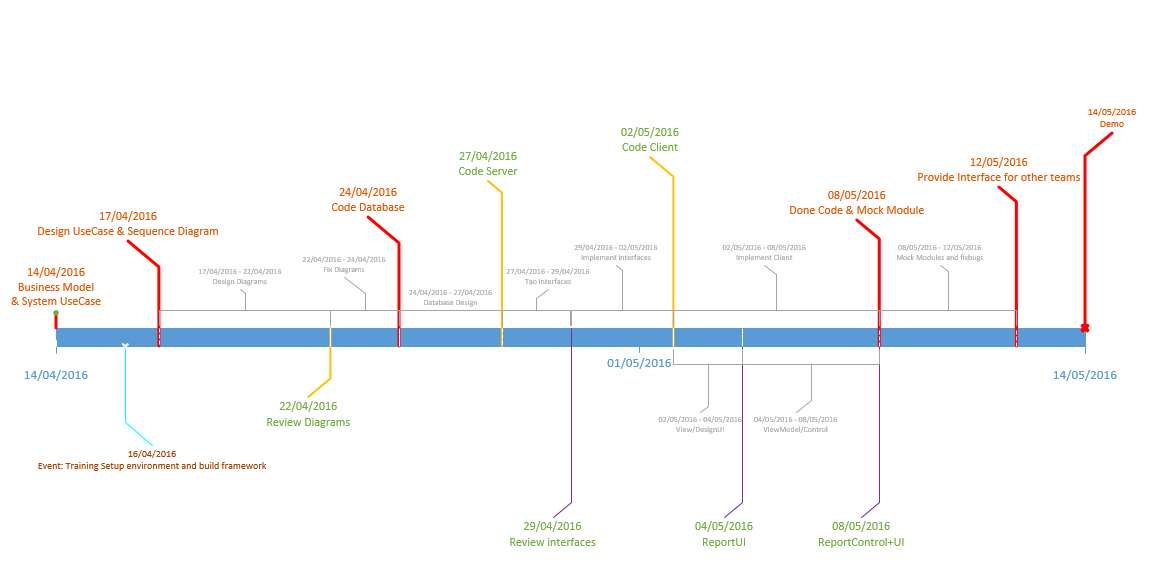 14/05/2016
Demo
02/05/2016
Code Client
27/04/2016
Code Server
12/05/2016
Provide Interface for other teams
24/04/2016
Code Database
08/05/2016
Done Code & Mock Module
17/04/2016
Design UseCase & Sequence Diagram
14/04/2016
Business Model
& System UseCase
17/04/2016 - 22/04/2016
Design Diagrams
22/04/2016 - 24/04/2016
Fix Diagrams
24/04/2016 - 27/04/2016
Database Design
27/04/2016 - 29/04/2016
Tạo interfaces
29/04/2016 - 02/05/2016
Implement interfaces
02/05/2016 - 08/05/2016
Implement Client
08/05/2016 - 12/05/2016
Mock Modules and fixbugs
14/04/2016
01/05/2016
14/05/2016
22/04/2016
Review Diagrams
02/05/2016 - 04/05/2016
View/DesignUI
04/05/2016 - 08/05/2016
ViewModel/Control
16/04/2016
Event: Training Setup environment and build framework
29/04/2016
Review interfaces
04/05/2016
ReportUI
08/05/2016
ReportControl+UI